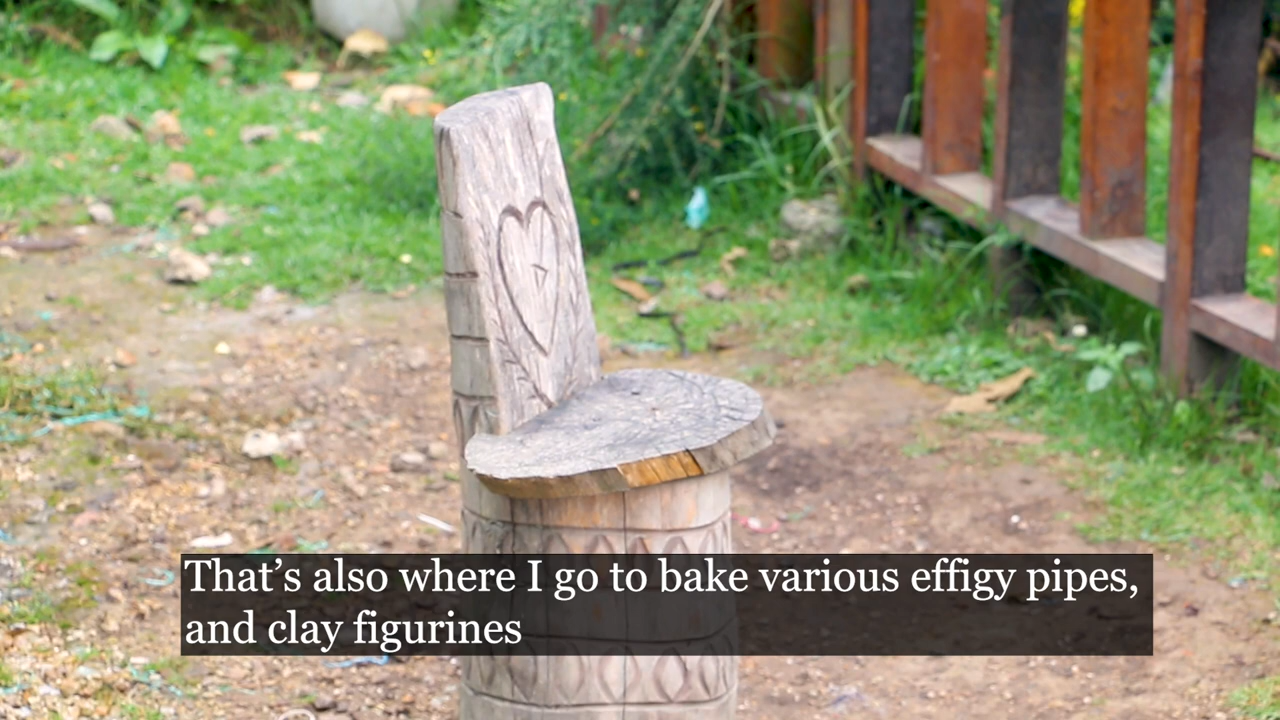 That’s also where I go to bake various effigy pipes,
and clay figurines